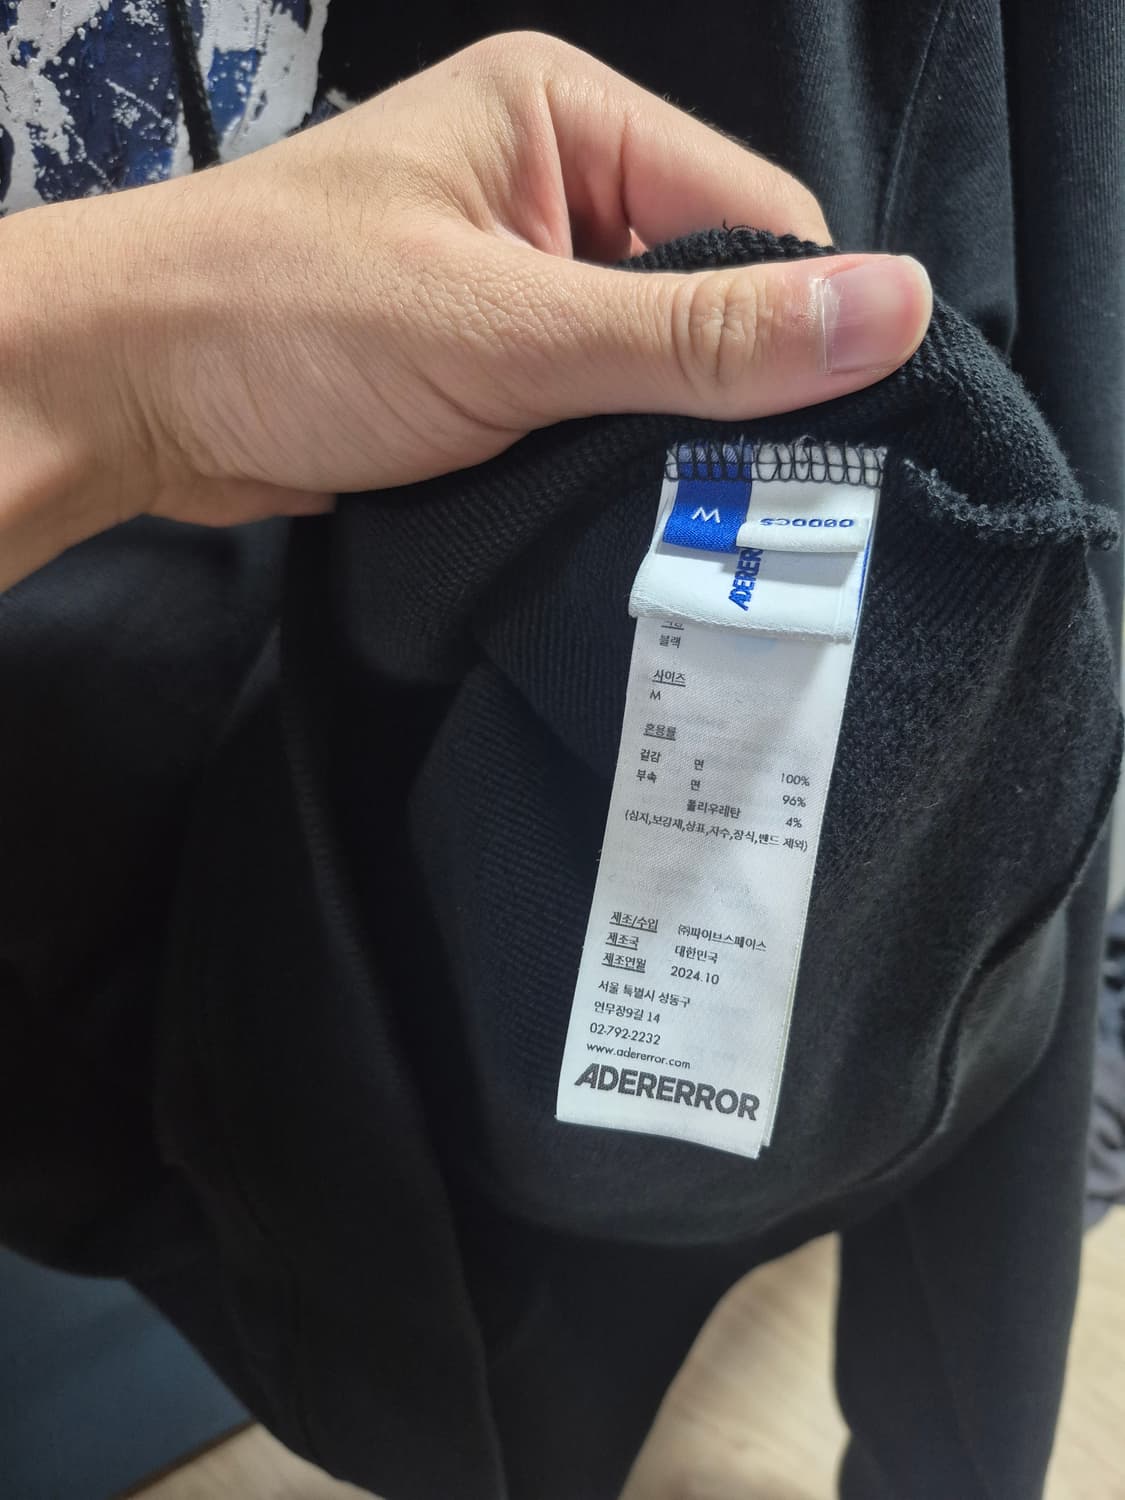 M
ADERER
블랙
사이즈
M
혼용률
겉감 면 100%
부속 면 96%
폴리우레탄 4%
(심지,보강재,상표,자수,장식,밴드 제외)
제조/수입 ㈜파이브스페이스
제조국 대한민국
제조연월 2024.10
서울 특별시 성동구
연무장9길 14
02-792-2232
www.adererror.com
ADERERROR